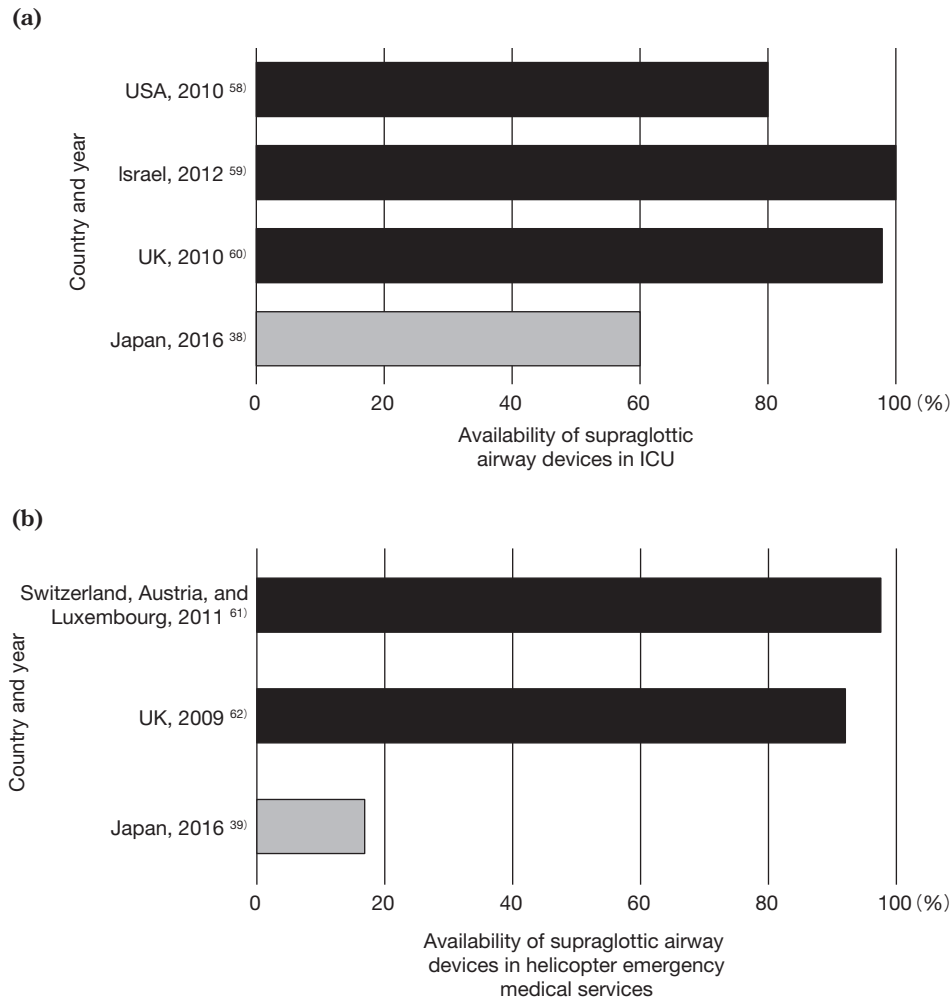 (a)
Country and year
USA, 2010 58)
Israel, 2012 59)
UK, 2010 60)
Japan, 2016 38)
0 20 40 60 80 100 (%)
Availability of supraglottic
airway devices in ICU
(b)
Country and year
Switzerland, Austria, and
Luxembourg, 2011 61)
UK, 2009 62)
Japan, 2016 39)
0 20 40 60 80 100 (%)
Availability of supraglottic airway
devices in helicopter emergency
medical services